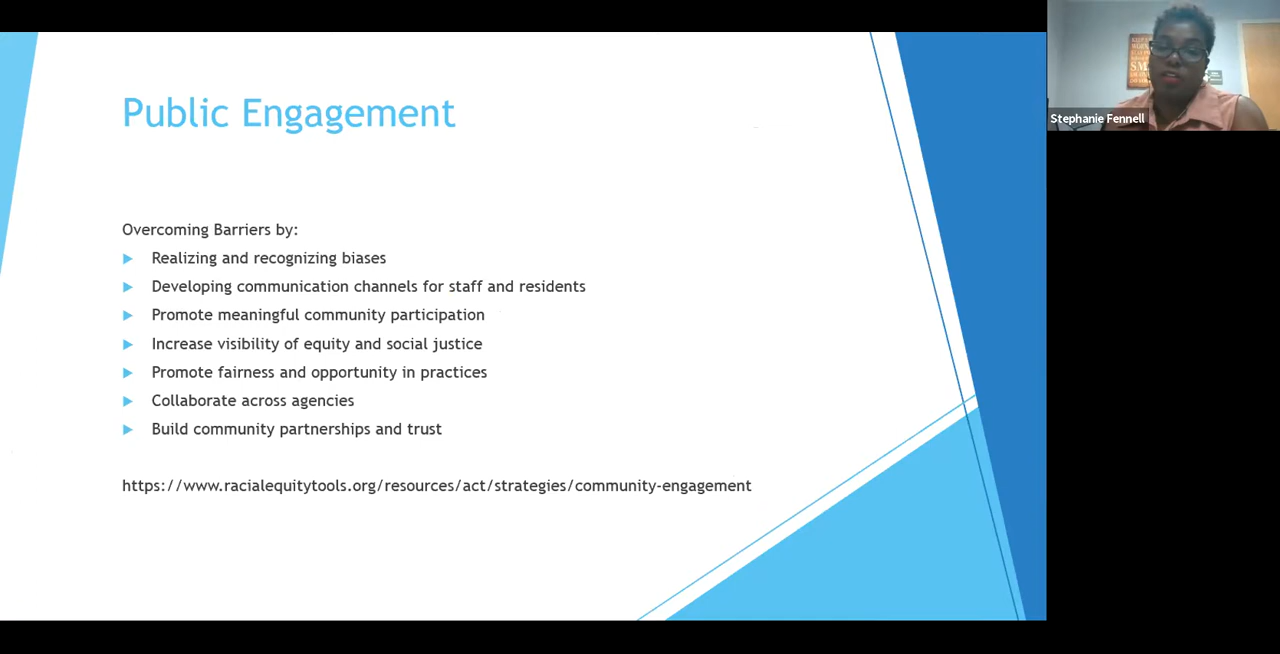 Public Engagement
Overcoming Barriers by:
Realizing and recognizing biases
Developing communication channels for staff and residents
Promote meaningful community participation
Increase visibility of equity and social justice
Promote fairness and opportunity in practices
Collaborate across agencies
Build community partnerships and trust
https://www.racialequitytools.org/resources/act/strategies/community-engagement
Stephanie Fennell